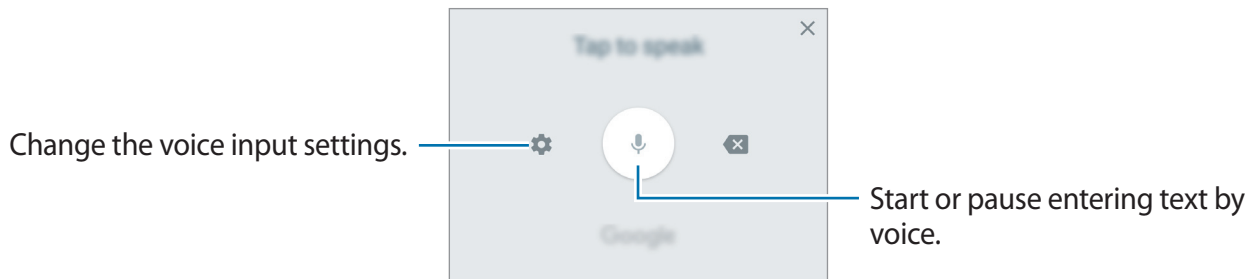 Tap to speak
Change the voice input settings.
Start or pause entering text by
voice.
Google